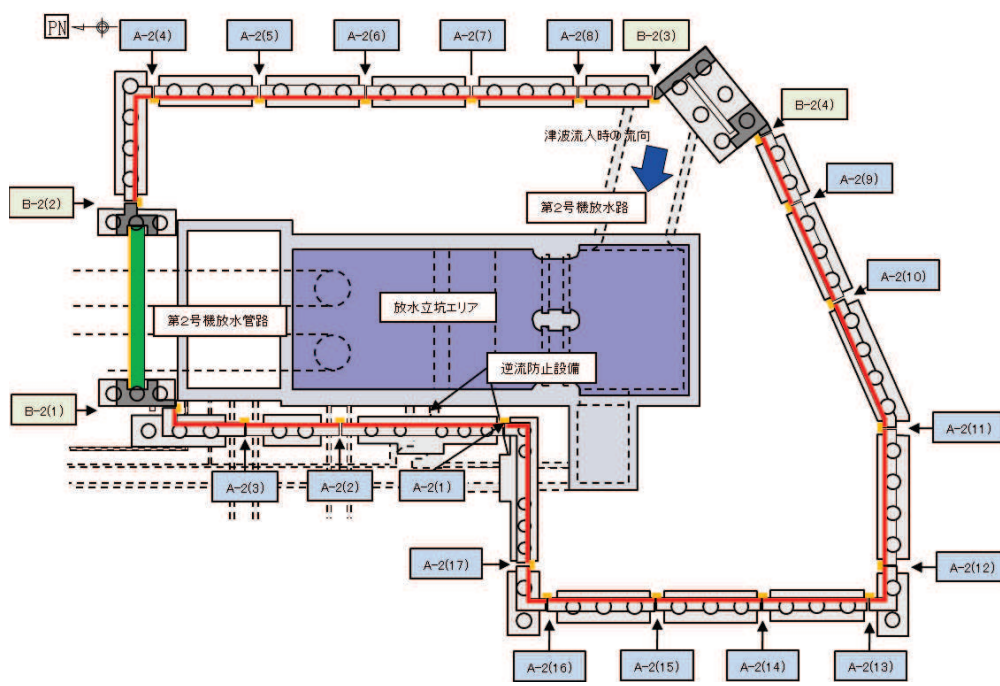 PN
A-2(4)
A-2(5)
A-2(6)
A-2(7)
A-2(8)
B-2(3)
B-2(4)
津波流入時の流向
A-2(9)
B-2(2)
第2号機放水路
A-2(10)
放水立坑エリア
第2号機放水管路
逆流防止設備
B-2(1)
A-2(11)
A-2(3)
A-2(2)
A-2(1)
A-2(17)
A-2(12)
A-2(16)
A-2(15)
A-2(14)
A-2(13)